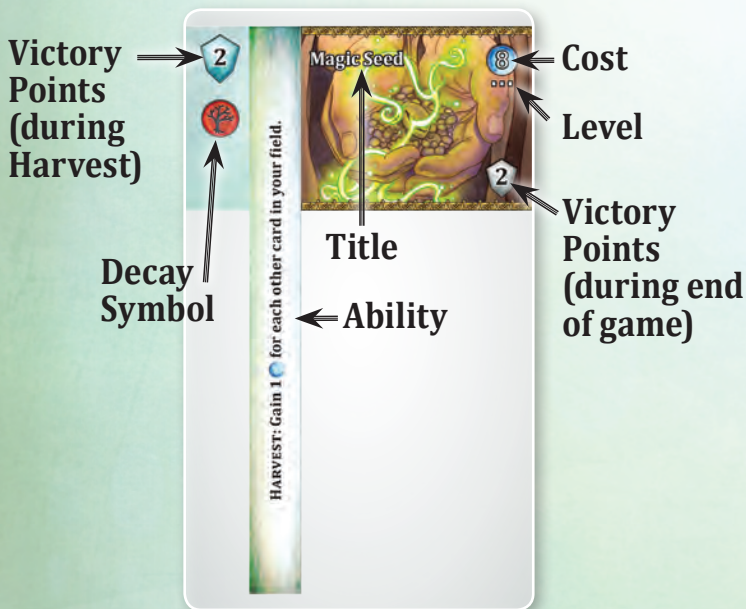 Victory
Points
(during
Harvest)
2
Decay
Symbol
HARVEST: Gain 1 for each other card in your field.
Ability
Magic Seed
Title
8
Cost
Level
2
Victory
Points
(during end
of game)